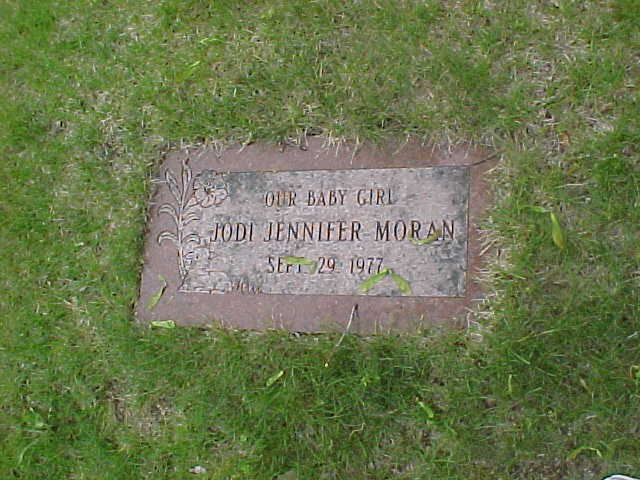 OUR BABY GIRL
JODI JENNIFER MORAN
SEPT 29 1977